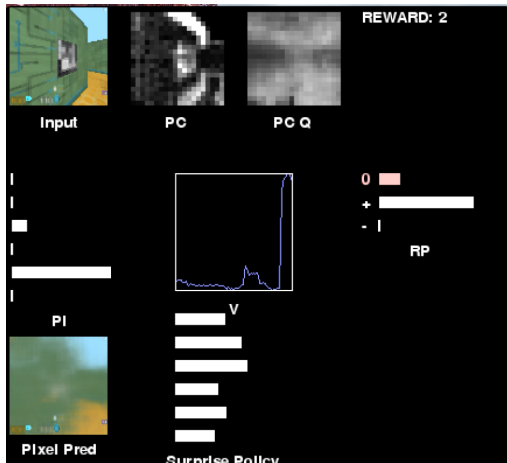 REWARD: 2
Input
PC
PC Q
0
+
-
RP
V
PI
Pixel Pred
Surprise Policy